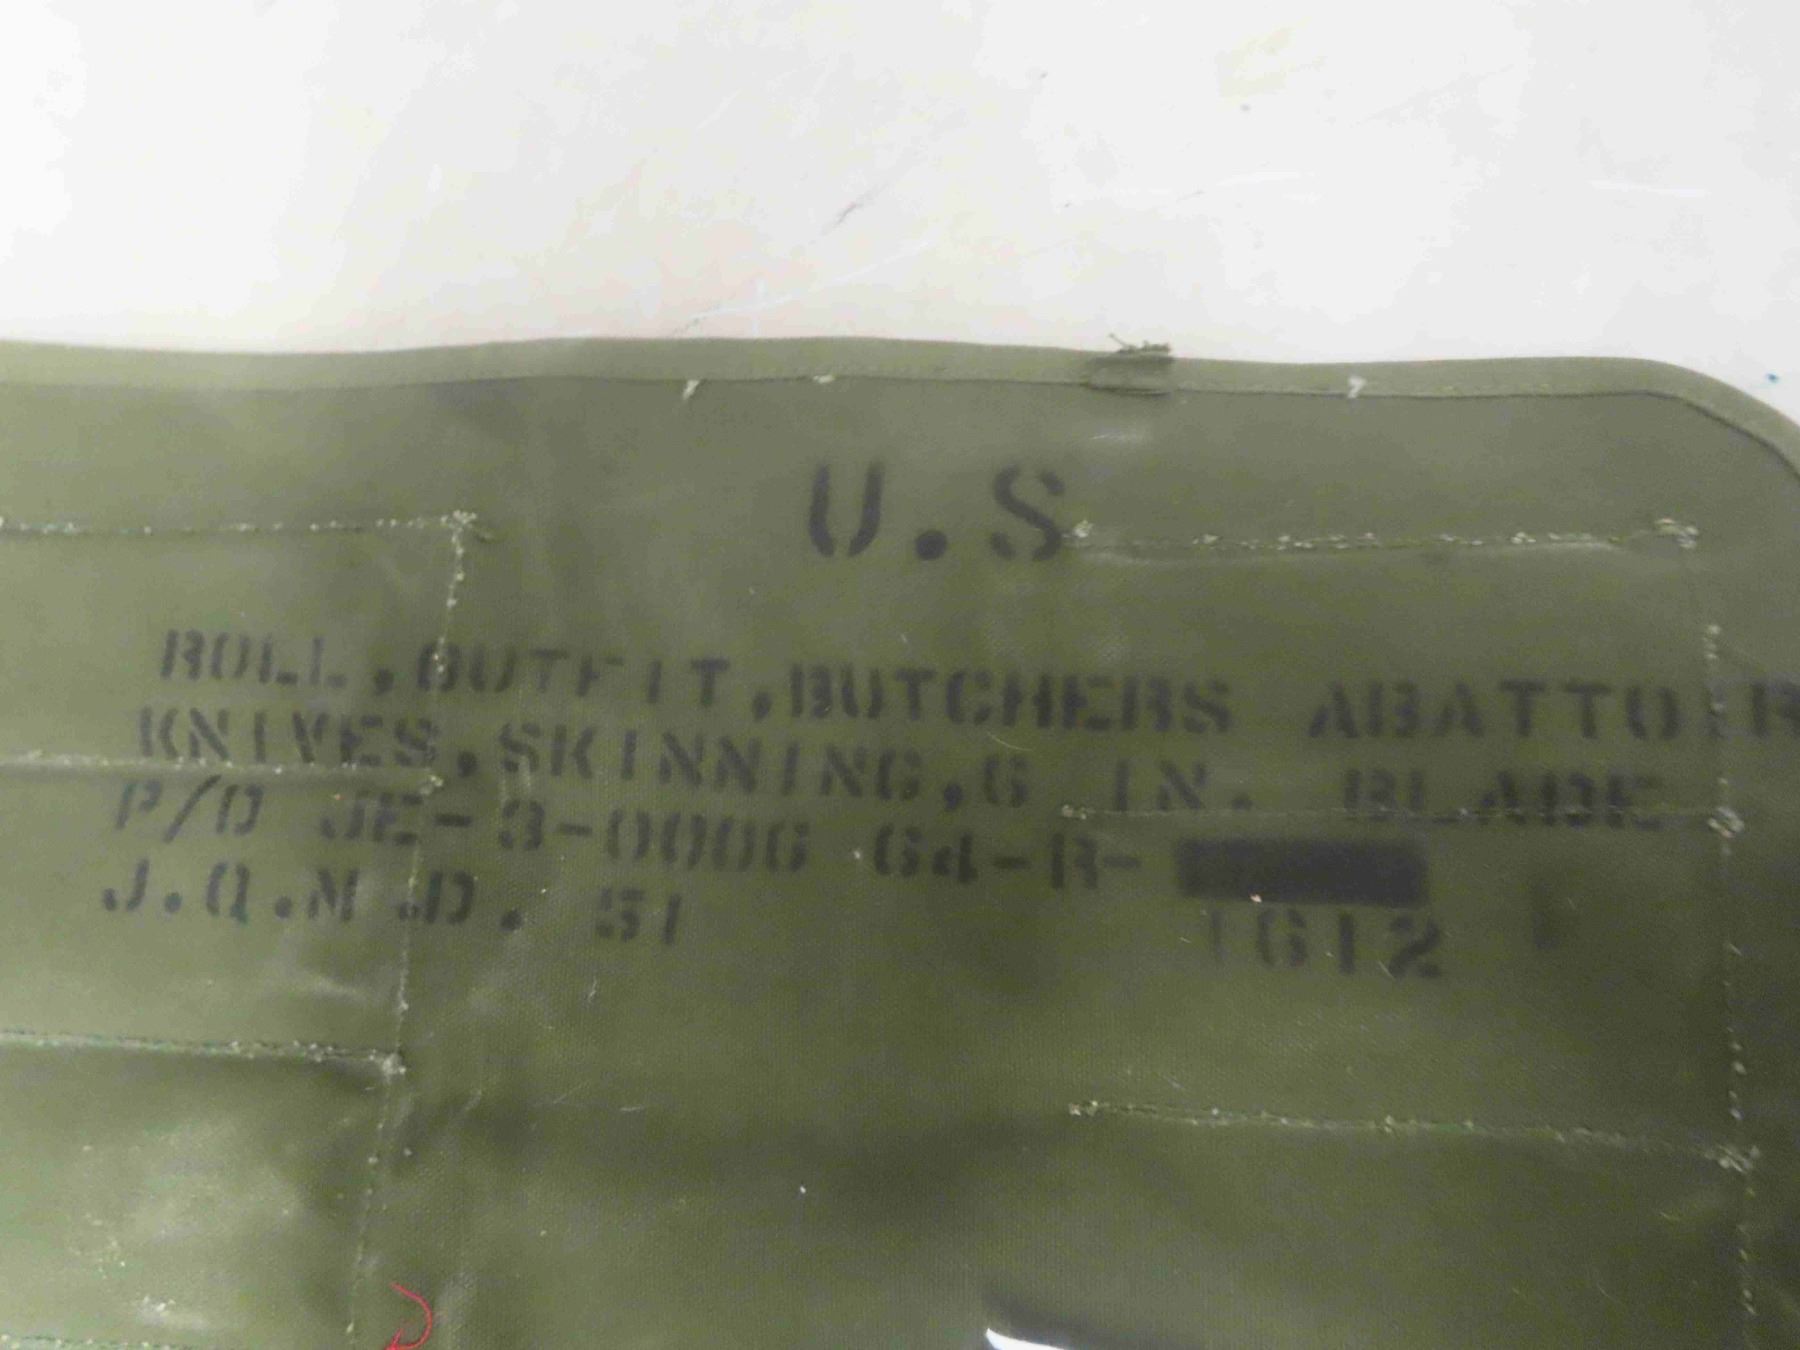 U.S
ROLL,OUTFIT,BUTCHERS ABATTOIR
KNIVES,SKINNING,6 IN. BLADE
P/O JE-3-0006 64-R-
J.Q.M.D. 51 1612